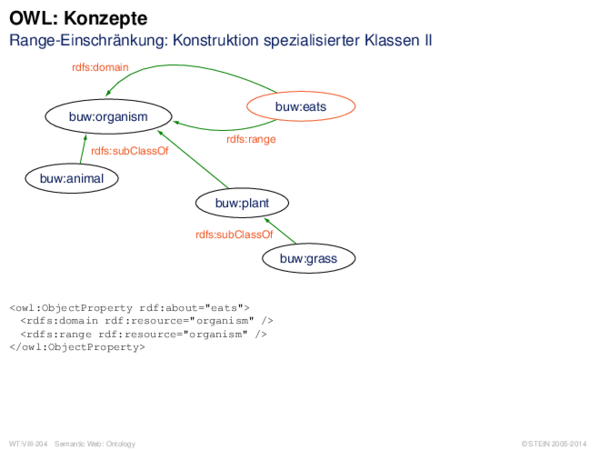 OWL: Konzepte
Range-Einschränkung: Konstruktion spezialisierter Klassen II
rdfs:domain
buw:eats
buw:organism
rdfs:range
rdfs:subClassOf
buw:animal
buw:plant
rdfs:subClassOf
buw:grass
<owl:ObjectProperty rdf:about="eats">
<rdfs:domain rdf:resource="organism" />
<rdfs:range rdf:resource="organism" />
</owl:ObjectProperty>
WT:VIII-204 Semantic Web: Ontology
© STEIN 2005-2014